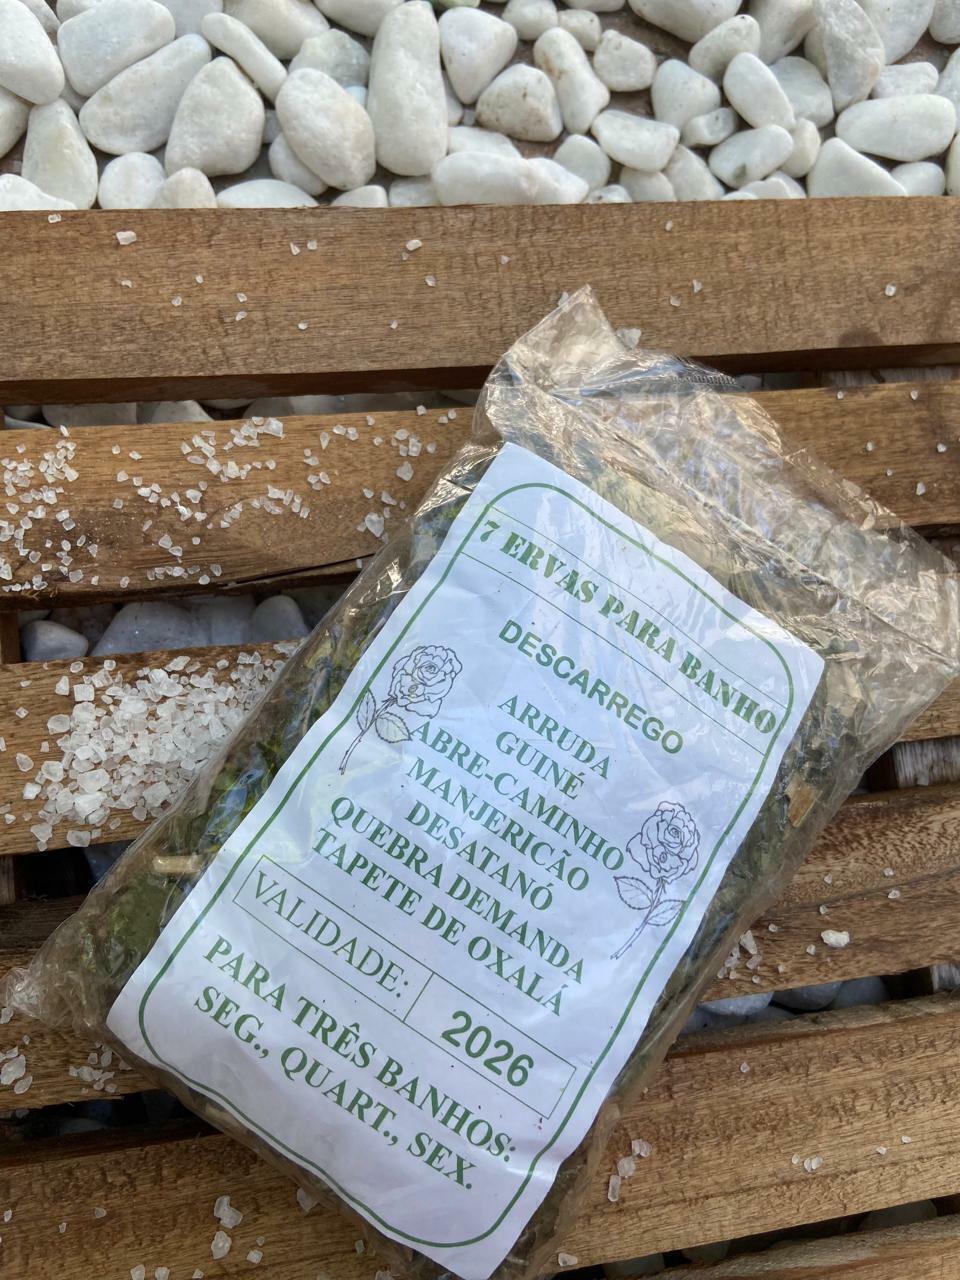 7 ERVAS PARA BANHO
DESCARREGO
ARRUDA
GUINÉ
ABRE-CAMINHO
MANJERICÃO
DESATANÓ
QUEBRA DEMANDA
TAPETE DE OXALÁ
VALIDADE: 2026
PARA TRÊS BANHOS:
SEG., QUART., SEX.